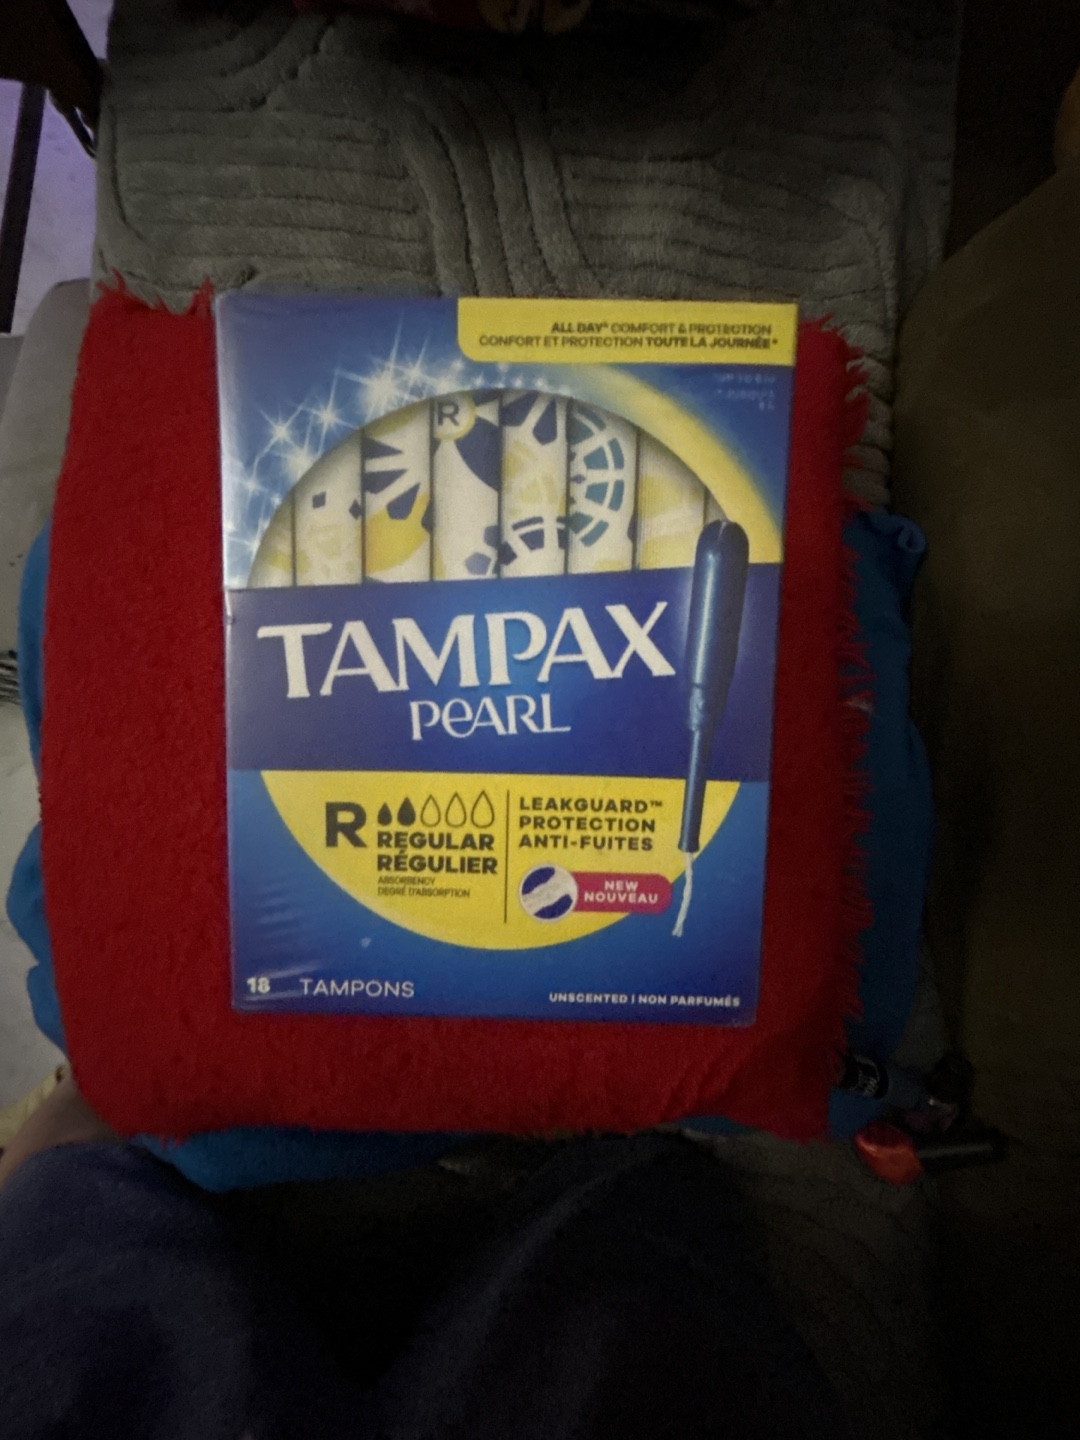 ALL DAY* COMFORT & PROTECTION
CONFORT ET PROTECTION TOUTE LA JOURNÉE*
R
TAMPAX
PEARL
R REGULAR
RÉGULIER
ABSORBENCY
DEGRÉ D'ABSORPTION
LEAKGUARD™
PROTECTION
ANTI-FUITES
NEW
NOUVEAU
18 TAMPONS
UNSCENTED | NON PARFUMÉS